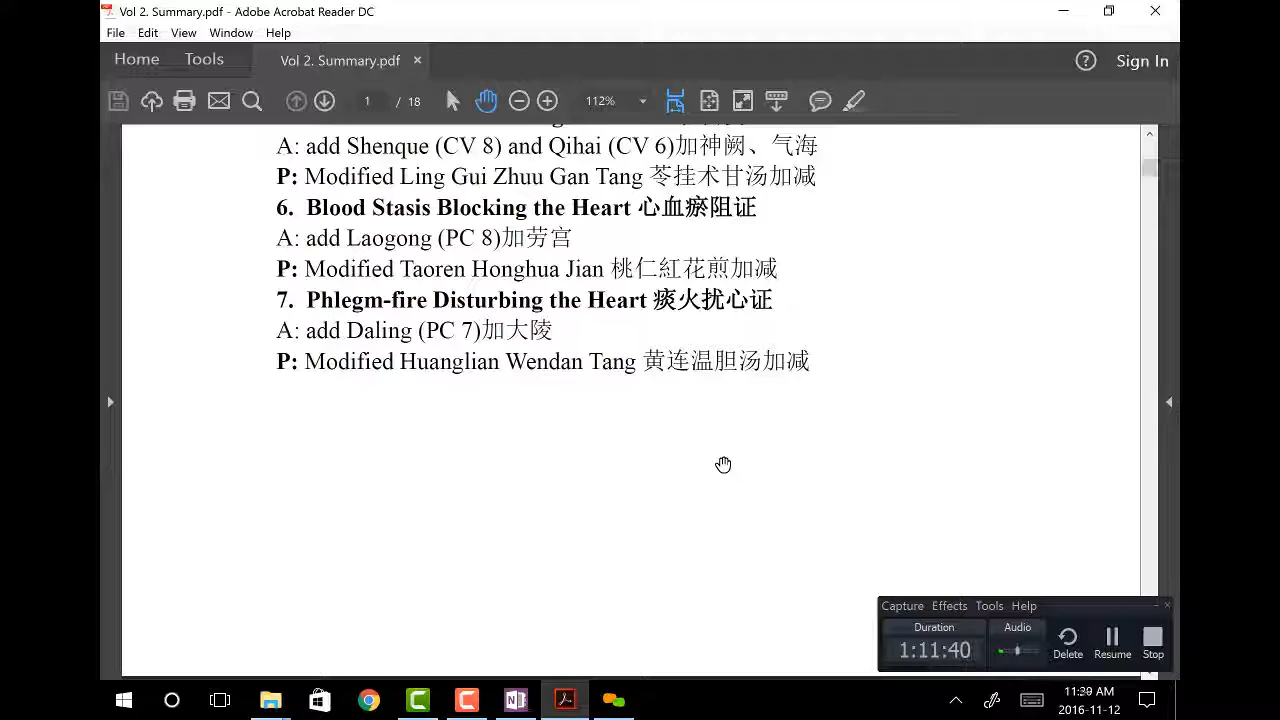 Vol 2. Summary.pdf - Adobe Acrobat Reader DC
File Edit View Window Help
Home Tools Vol 2. Summary.pdf × Sign In
1 / 18 112%
A: add Shenque (CV 8) and Qihai (CV 6)加神阙、气海
P: Modified Ling Gui Zhuu Gan Tang 苓挂术甘汤加减
6. Blood Stasis Blocking the Heart 心血瘀阻证
A: add Laogong (PC 8)加劳宫
P: Modified Taoren Honghua Jian 桃仁紅花煎加减
7. Phlegm-fire Disturbing the Heart 痰火扰心证
A: add Daling (PC 7)加大陵
P: Modified Huanglian Wendan Tang 黄连温胆汤加减
Capture Effects Tools Help
Duration Audio
1:11:40
Delete Resume Stop
11:39 AM
2016-11-12